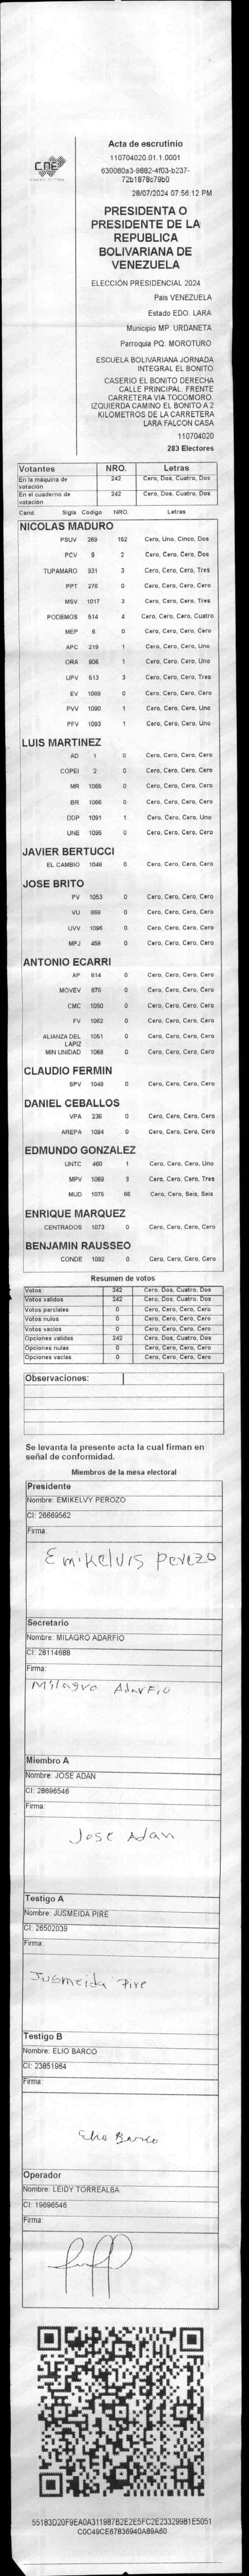 Acta de escrutinio
110704020.01.1.0001
630080a3-9882-4f03-b237-
72b1878c79b0
28/07/2024 07:56:12 PM
CNE
PRESIDENTA O
PRESIDENTE DE LA
REPUBLICA
BOLIVARIANA DE
VENEZUELA
ELECCIÓN PRESIDENCIAL 2024
Pais VENEZUELA
Estado EDO. LARA
Municipio MP. URDANETA
Parroquia PQ. MOROTURO
ESCUELA BOLIVARIANA JORNADA
INTEGRAL EL BONITO
CASERIO EL BONITO DERECHA
CALLE PRINCIPAL. FRENTE
CARRETERA VIA TOCOMORO.
IZQUIERDA CAMINO EL BONITO A 2
KILOMETROS DE LA CARRETERA
LARA FALCON CASA
110704020
283 Electores
Votantes NRO. Letras
En la máquina de votación 242 Cero, Dos, Cuatro, Dos
En el cuaderno de votación 242 Cero, Dos, Cuatro, Dos
Cand Sigla Código NRO. Letras
NICOLAS MADURO
PSUV 269 152 Cero, Uno, Cinco, Dos
PCV 9 2 Cero, Cero, Cero, Dos
TUPAMARO 931 3 Cero, Cero, Cero, Tres
PPT 276 0 Cero, Cero, Cero, Cero
MSV 1017 3 Cero, Cero, Cero, Tres
PODEMOS 514 4 Cero, Cero, Cero, Cuatro
MEP 6 0 Cero, Cero, Cero, Cero
APC 219 1 Cero, Cero, Cero, Uno
ORA 906 1 Cero, Cero, Cero, Uno
UPV 513 3 Cero, Cero, Cero, Tres
EV 1089 0 Cero, Cero, Cero, Cero
PVV 1090 1 Cero, Cero, Cero, Uno
PFV 1093 1 Cero, Cero, Cero, Uno
LUIS MARTINEZ
AD 1 0 Cero, Cero, Cero, Cero
COPEI 2 0 Cero, Cero, Cero, Cero
MR 1065 0 Cero, Cero, Cero, Cero
BR 1066 0 Cero, Cero, Cero, Cero
DDP 1091 1 Cero, Cero, Cero, Uno
UNE 1095 0 Cero, Cero, Cero, Cero
JAVIER BERTUCCI
EL CAMBIO 1049 0 Cero, Cero, Cero, Cero
JOSE BRITO
PV 1053 0 Cero, Cero, Cero, Cero
VU 868 0 Cero, Cero, Cero, Cero
UVV 1096 0 Cero, Cero, Cero, Cero
MPJ 458 0 Cero, Cero, Cero, Cero
ANTONIO ECARRI
AP 814 0 Cero, Cero, Cero, Cero
MOVEV 876 0 Cero, Cero, Cero, Cero
CMC 1050 0 Cero, Cero, Cero, Cero
FV 1062 0 Cero, Cero, Cero, Cero
ALIANZA DEL LAPIZ 1051 0 Cero, Cero, Cero, Cero
MIN UNIDAD 1088 0 Cero, Cero, Cero, Cero
CLAUDIO FERMIN
SPV 1048 0 Cero, Cero, Cero, Cero
DANIEL CEBALLOS
VPA 236 0 Cero, Cero, Cero, Cero
AREPA 1094 0 Cero, Cero, Cero, Cero
EDMUNDO GONZALEZ
UNTC 460 1 Cero, Cero, Cero, Uno
MPV 1069 3 Cero, Cero, Cero, Tres
MUD 1075 66 Cero, Cero, Seis, Seis
ENRIQUE MARQUEZ
CENTRADOS 1073 0 Cero, Cero, Cero, Cero
BENJAMIN RAUSSEO
CONDE 1092 0 Cero, Cero, Cero, Cero
Resumen de votos
Votos 242 Cero, Dos, Cuatro, Dos
Votos validos 242 Cero, Dos, Cuatro, Dos
Votos parciales 0 Cero, Cero, Cero, Cero
Votos nulos 0 Cero, Cero, Cero, Cero
Votos vacios 0 Cero, Cero, Cero, Cero
Opciones validas 242 Cero, Dos, Cuatro, Dos
Opciones nulas 0 Cero, Cero, Cero, Cero
Opciones vacias 0 Cero, Cero, Cero, Cero
Observaciones:
Se levanta la presente acta la cual firman en
señal de conformidad.
Miembros de la mesa electoral
Presidente
Nombre: EMIKELVY PEROZO
CI: 26669562
Firma:
Emikelvis Perozo
Secretario
Nombre: MILAGRO ADARFIO
CI: 28114688
Firma:
Milagro Adarfio
Miembro A
Nombre: JOSE ADAN
CI: 28696546
Firma:
Jose Adan
Testigo A
Nombre: JUSMEIDA PIRE
CI: 26502039
Firma:
Jusmeida Pire
Testigo B
Nombre: ELIO BARCO
CI: 23851964
Firma:
Elio Barco
Operador
Nombre: LEIDY TORREALBA
CI: 19696546
Firma:
55183D20F9EA0A311987B2E2E5FC2E23329981E5051
C0C49CE67836940A89A60